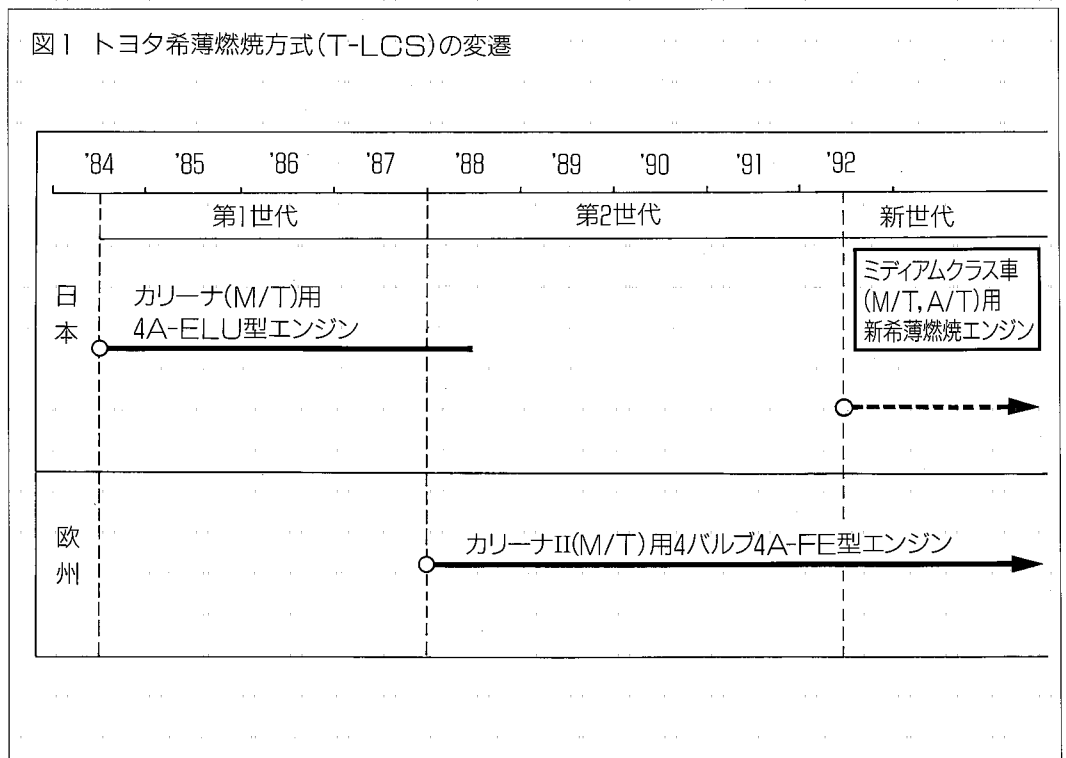 図1 トヨタ希薄燃焼方式(T-LCS)の変遷
'84 '85 '86 '87 '88 '89 '90 '91 '92
第1世代 第2世代 新世代
日本
カリーナ(M/T)用
4A-ELU型エンジン
ミディアムクラス車
(M/T,A/T)用
新希薄燃焼エンジン
欧州
カリーナII(M/T)用4バルブ4A-FE型エンジン